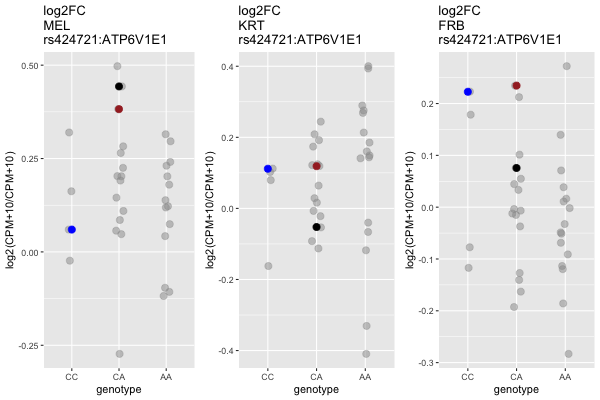 log2FC
MEL
rs424721:ATP6V1E1
log2(CPM+10/CPM+10)
0.50
0.25
0.00
-0.25
CC
CA
AA
genotype
log2FC
KRT
rs424721:ATP6V1E1
log2(CPM+10/CPM+10)
0.4
0.2
0.0
-0.2
-0.4
CC
CA
AA
genotype
log2FC
FRB
rs424721:ATP6V1E1
log2(CPM+10/CPM+10)
0.2
0.1
0.0
-0.1
-0.2
-0.3
CC
CA
AA
genotype